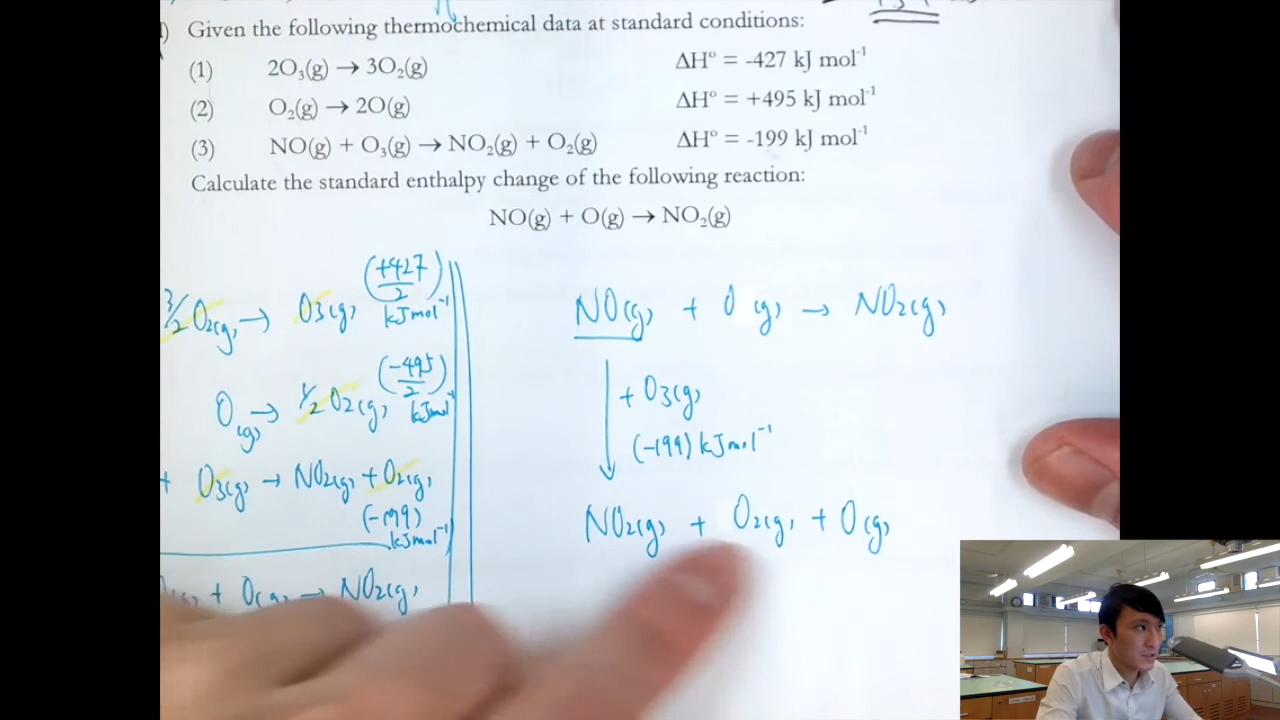 Given the following thermochemical data at standard conditions:
(1) 2O₃(g) → 3O₂(g) ΔH° = -427 kJ mol⁻¹
(2) O₂(g) → 2O(g) ΔH° = +495 kJ mol⁻¹
(3) NO(g) + O₃(g) → NO₂(g) + O₂(g) ΔH° = -199 kJ mol⁻¹
Calculate the standard enthalpy change of the following reaction:
NO(g) + O(g) → NO₂(g)
3/2 O₂(g) → O₃(g) (+427/2) kJmol⁻¹
O(g) → 1/2 O₂(g) (-495/2) kJmol⁻¹
+ O₃(g) → NO₂(g) + O₂(g)
(-199) kJmol⁻¹
+ O(g) → NO₂(g)
NO(g) + O(g) → NO₂(g)
+ O₃(g)
(-199) kJmol⁻¹
NO₂(g) + O₂(g) + O(g)